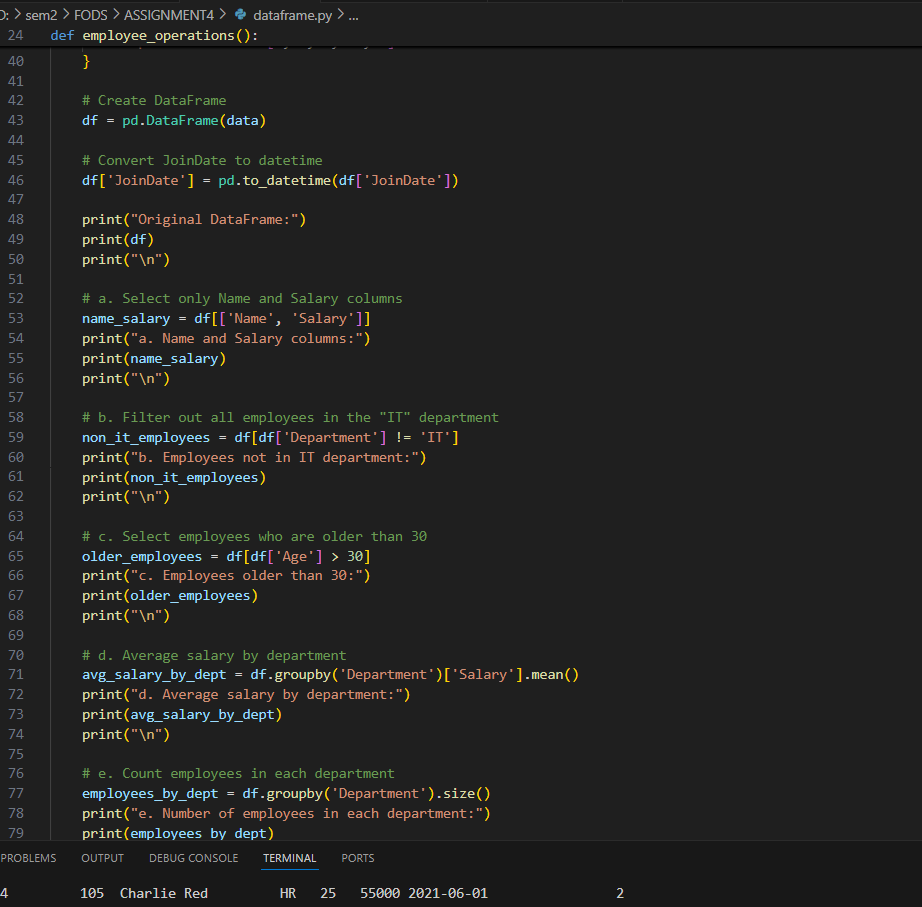 D: > sem2 > FODS > ASSIGNMENT4 > dataframe.py > ...
24 def employee_operations():
40 }
41
42 # Create DataFrame
43 df = pd.DataFrame(data)
44
45 # Convert JoinDate to datetime
46 df['JoinDate'] = pd.to_datetime(df['JoinDate'])
47
48 print("Original DataFrame:")
49 print(df)
50 print("\n")
51
52 # a. Select only Name and Salary columns
53 name_salary = df[['Name', 'Salary']]
54 print("a. Name and Salary columns:")
55 print(name_salary)
56 print("\n")
57
58 # b. Filter out all employees in the "IT" department
59 non_it_employees = df[df['Department'] != 'IT']
60 print("b. Employees not in IT department:")
61 print(non_it_employees)
62 print("\n")
63
64 # c. Select employees who are older than 30
65 older_employees = df[df['Age'] > 30]
66 print("c. Employees older than 30:")
67 print(older_employees)
68 print("\n")
69
70 # d. Average salary by department
71 avg_salary_by_dept = df.groupby('Department')['Salary'].mean()
72 print("d. Average salary by department:")
73 print(avg_salary_by_dept)
74 print("\n")
75
76 # e. Count employees in each department
77 employees_by_dept = df.groupby('Department').size()
78 print("e. Number of employees in each department:")
79 print(employees_by_dept)
PROBLEMS OUTPUT DEBUG CONSOLE TERMINAL PORTS
4 105 Charlie Red HR 25 55000 2021-06-01 2